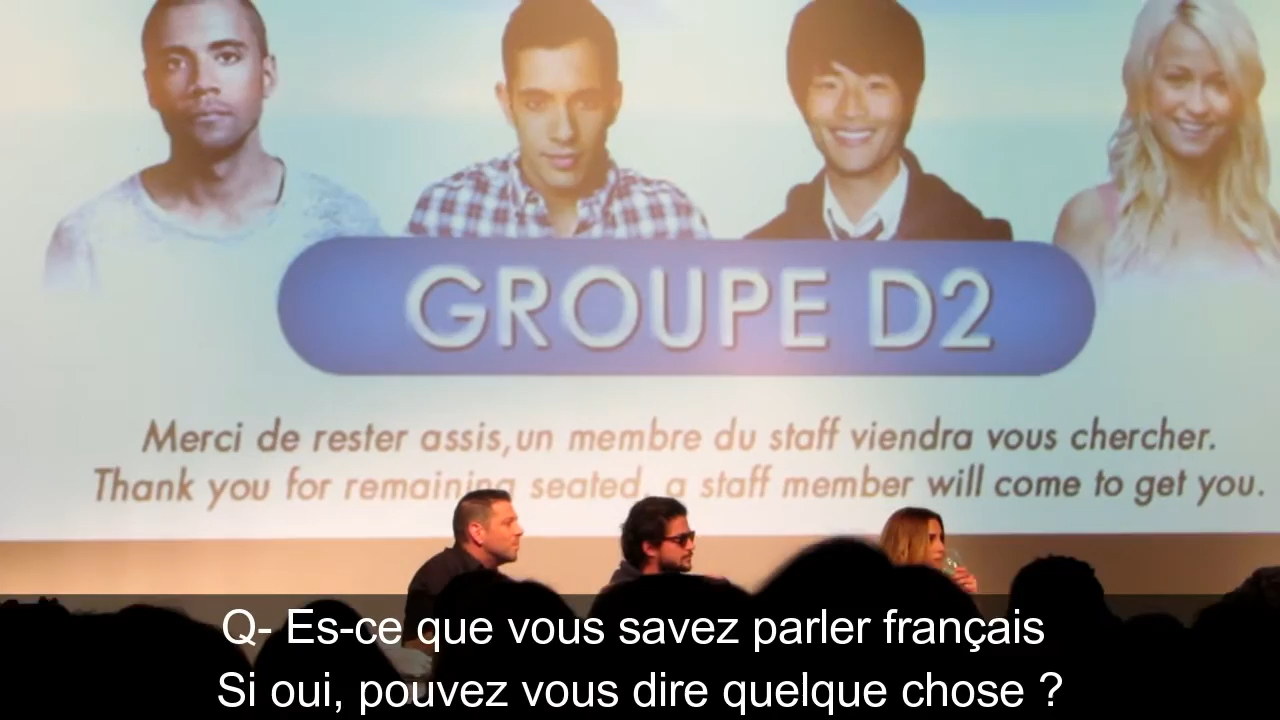 GROUPE D2
Merci de rester assis, un membre du staff viendra vous chercher.
Thank you for remaining seated, a staff member will come to get you.
Q- Es-ce que vous savez parler français
Si oui, pouvez vous dire quelque chose ?